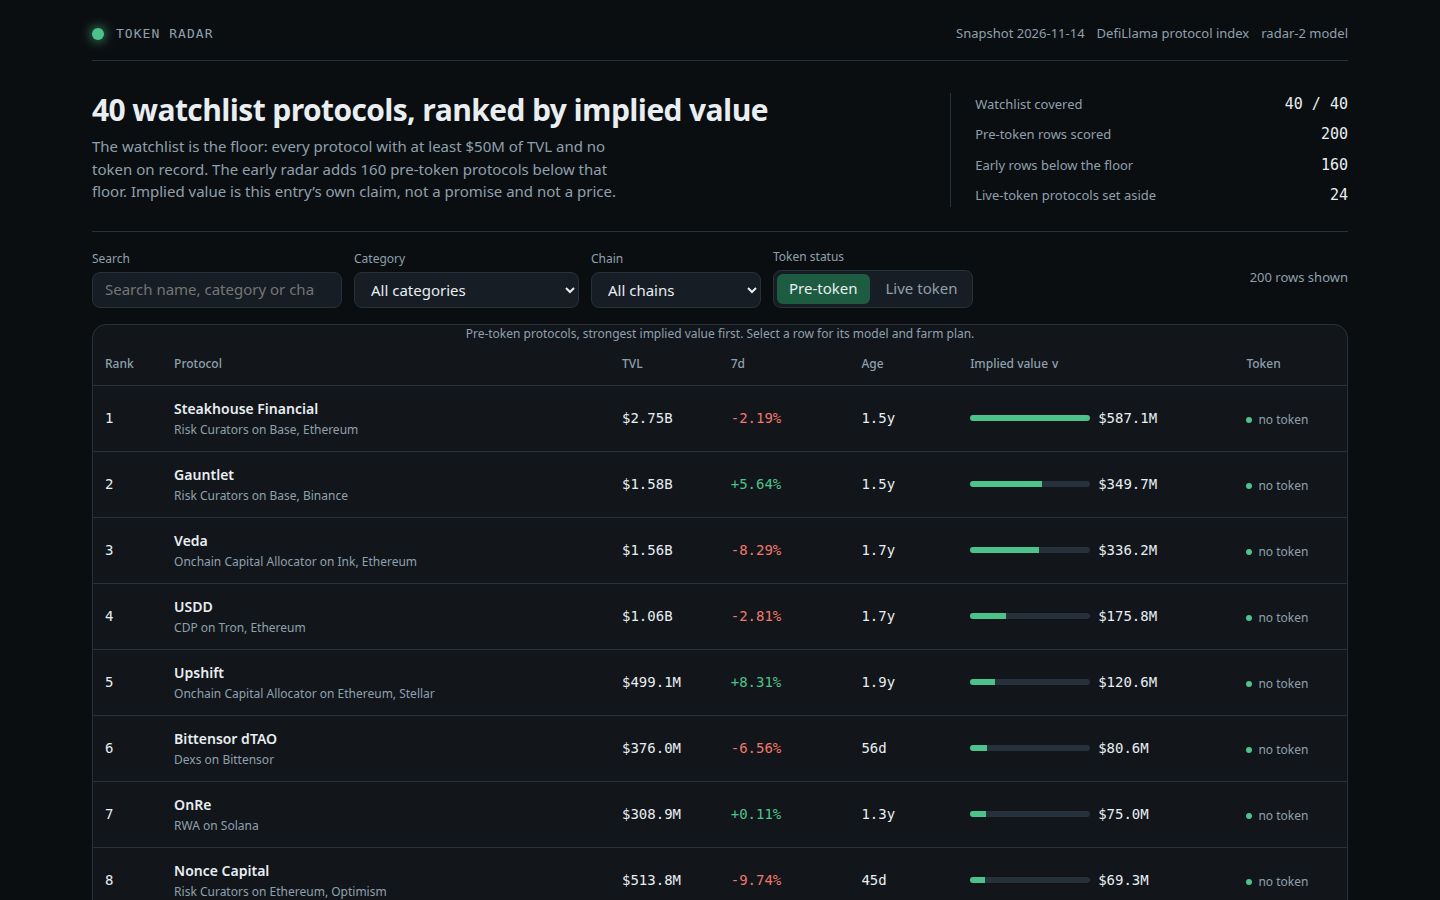 TOKEN RADAR
Snapshot 2026-11-14 DefiLlama protocol index radar-2 model
40 watchlist protocols, ranked by implied value
The watchlist is the floor: every protocol with at least $50M of TVL and no
token on record. The early radar adds 160 pre-token protocols below that
floor. Implied value is this entry's own claim, not a promise and not a price.
Watchlist covered 40 / 40
Pre-token rows scored 200
Early rows below the floor 160
Live-token protocols set aside 24
Search Category Chain Token status
Search name, category or cha All categories All chains Pre-token Live token
200 rows shown
Pre-token protocols, strongest implied value first. Select a row for its model and farm plan.
Rank Protocol TVL 7d Age Implied value v Token
1 Steakhouse Financial $2.75B -2.19% 1.5y $587.1M no token
Risk Curators on Base, Ethereum
2 Gauntlet $1.58B +5.64% 1.5y $349.7M no token
Risk Curators on Base, Binance
3 Veda $1.56B -8.29% 1.7y $336.2M no token
Onchain Capital Allocator on Ink, Ethereum
4 USDD $1.06B -2.81% 1.7y $175.8M no token
CDP on Tron, Ethereum
5 Upshift $499.1M +8.31% 1.9y $120.6M no token
Onchain Capital Allocator on Ethereum, Stellar
6 Bittensor dTAO $376.0M -6.56% 56d $80.6M no token
Dexs on Bittensor
7 OnRe $308.9M +0.11% 1.3y $75.0M no token
RWA on Solana
8 Nonce Capital $513.8M -9.74% 45d $69.3M no token
Risk Curators on Ethereum, Optimism